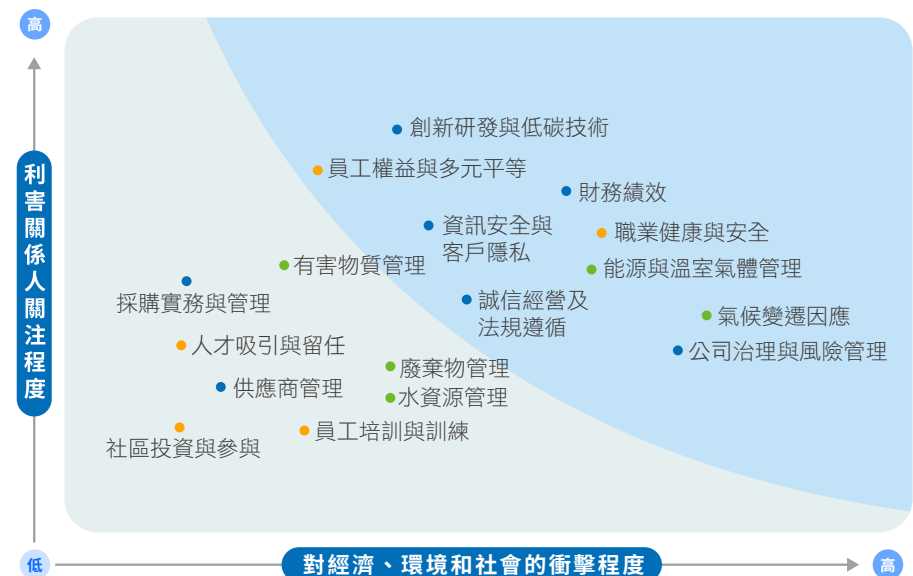 高
利害關係人關注程度
創新研發與低碳技術
員工權益與多元平等
財務績效
資訊安全與
客戶隱私
職業健康與安全
有害物質管理
能源與溫室氣體管理
採購實務與管理
誠信經營及
法規遵循
氣候變遷因應
人才吸引與留任
公司治理與風險管理
廢棄物管理
供應商管理
水資源管理
員工培訓與訓練
社區投資與參與
低
對經濟、環境和社會的衝擊程度
高